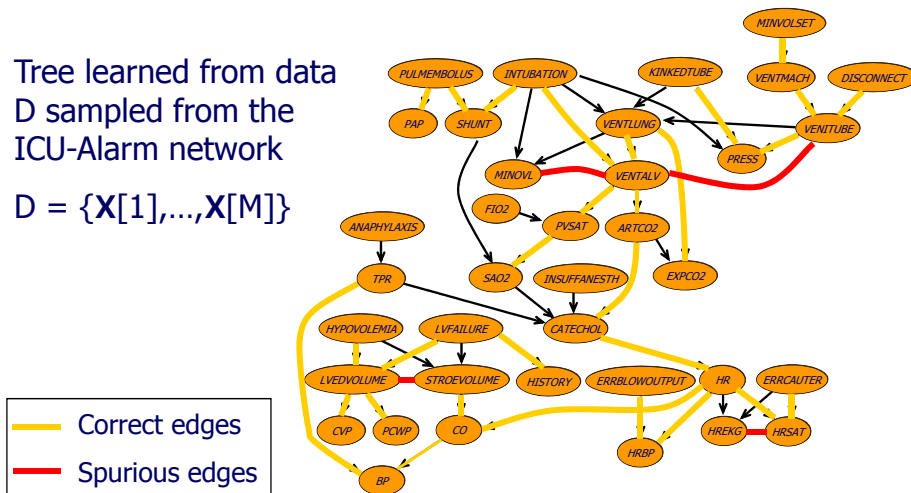 Tree learned from data
D sampled from the
ICU-Alarm network
D = {X[1],…,X[M]}
MINVOLSET
PULMEMBOLUS
INTUBATION
KINKEDTUBE
VENTMACH
DISCONNECT
PAP
SHUNT
VENTLUNG
VENITUBE
PRESS
MINOVL
VENTALV
FIO2
PVSAT
ARTCO2
ANAPHYLAXIS
TPR
SAO2
INSUFFANESTH
EXPCO2
HYPOVOLEMIA
LVFAILURE
CATECHOL
LVEDVOLUME
STROEVOLUME
HISTORY
ERRBLOWOUTPUT
HR
ERRCAUTER
CVP
PCWP
CO
HREKG
HRSAT
HRBP
BP
Correct edges
Spurious edges